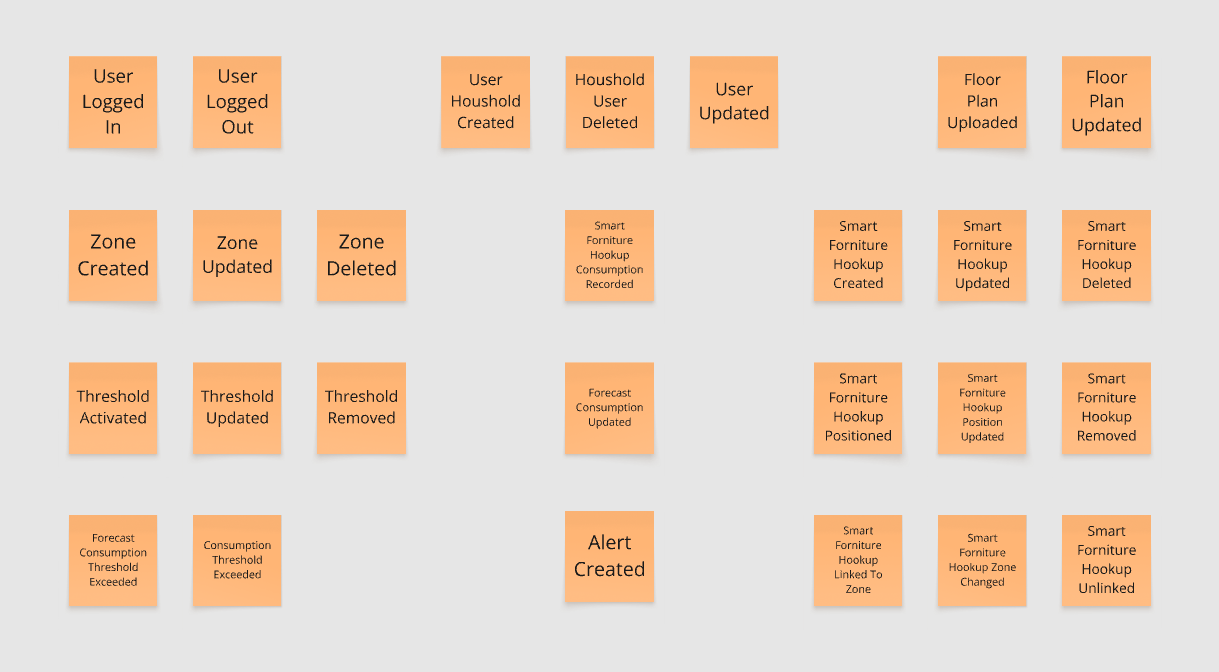 User
Logged
In
User
Logged
Out
User
Houshold
Created
Houshold
User
Deleted
User
Updated
Floor
Plan
Uploaded
Floor
Plan
Updated
Zone
Created
Zone
Updated
Zone
Deleted
Smart
Forniture
Hookup
Consumption
Recorded
Smart
Forniture
Hookup
Created
Smart
Forniture
Hookup
Updated
Smart
Forniture
Hookup
Deleted
Threshold
Activated
Threshold
Updated
Threshold
Removed
Forecast
Consumption
Updated
Smart
Forniture
Hookup
Positioned
Smart
Forniture
Hookup
Position
Updated
Smart
Forniture
Hookup
Removed
Forecast
Consumption
Threshold
Exceeded
Consumption
Threshold
Exceeded
Alert
Created
Smart
Forniture
Hookup
Linked To
Zone
Smart
Forniture
Hookup Zone
Changed
Smart
Forniture
Hookup
Unlinked